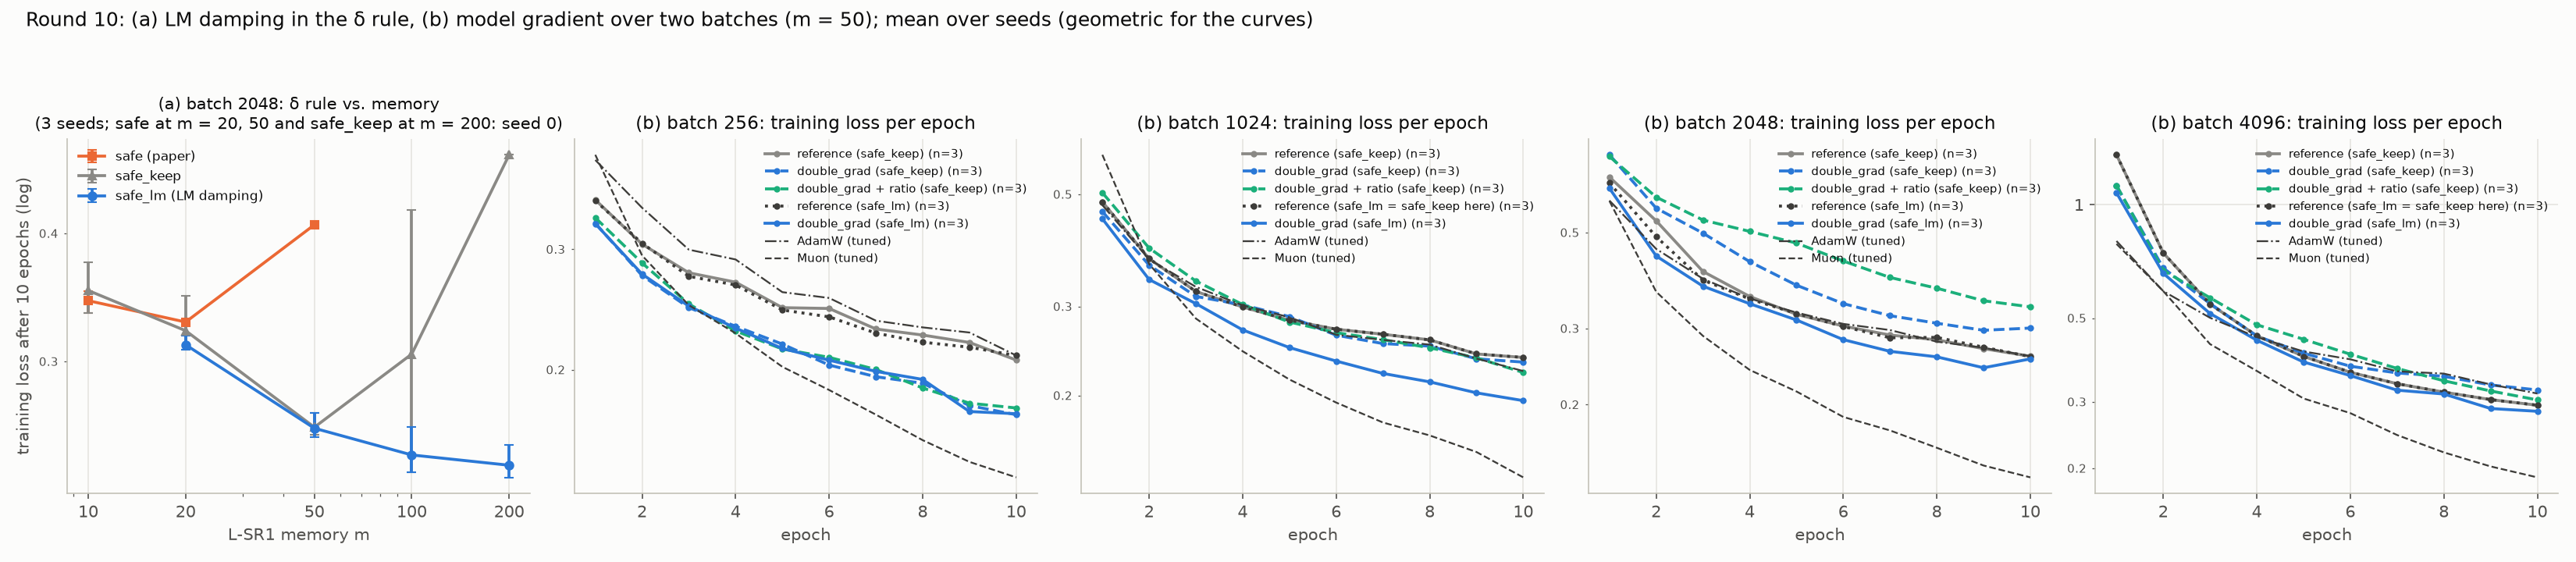 Round 10: (a) LM damping in the δ rule, (b) model gradient over two batches (m = 50); mean over seeds (geometric for the curves)
(a) batch 2048: δ rule vs. memory
(3 seeds; safe at m = 20, 50 and safe_keep at m = 200: seed 0)
safe (paper)
safe_keep
safe_lm (LM damping)
training loss after 10 epochs (log)
0.4
0.3
10 20 50 100 200
L-SR1 memory m
(b) batch 256: training loss per epoch
reference (safe_keep) (n=3)
double_grad (safe_keep) (n=3)
double_grad + ratio (safe_keep) (n=3)
reference (safe_lm) (n=3)
double_grad (safe_lm) (n=3)
AdamW (tuned)
Muon (tuned)
0.3
0.2
2 4 6 8 10
epoch
(b) batch 1024: training loss per epoch
reference (safe_keep) (n=3)
double_grad (safe_keep) (n=3)
double_grad + ratio (safe_keep) (n=3)
reference (safe_lm = safe_keep here) (n=3)
double_grad (safe_lm) (n=3)
AdamW (tuned)
Muon (tuned)
0.5
0.3
0.2
2 4 6 8 10
epoch
(b) batch 2048: training loss per epoch
reference (safe_keep) (n=3)
double_grad (safe_keep) (n=3)
double_grad + ratio (safe_keep) (n=3)
reference (safe_lm) (n=3)
double_grad (safe_lm) (n=3)
AdamW (tuned)
Muon (tuned)
0.5
0.3
0.2
2 4 6 8 10
epoch
(b) batch 4096: training loss per epoch
reference (safe_keep) (n=3)
double_grad (safe_keep) (n=3)
double_grad + ratio (safe_keep) (n=3)
reference (safe_lm = safe_keep here) (n=3)
double_grad (safe_lm) (n=3)
AdamW (tuned)
Muon (tuned)
1
0.5
0.3
0.2
2 4 6 8 10
epoch